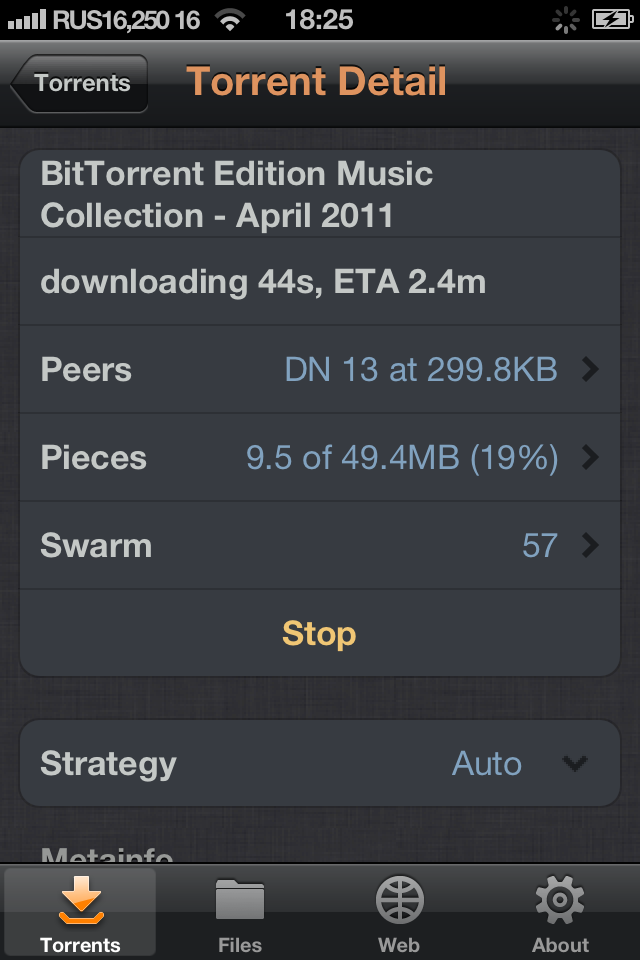 RUS16,250 16 18:25
Torrents
Torrent Detail
BitTorrent Edition Music
Collection - April 2011
downloading 44s, ETA 2.4m
Peers DN 13 at 299.8KB
Pieces 9.5 of 49.4MB (19%)
Swarm 57
Stop
Strategy Auto
Metainfo
Torrents Files Web About